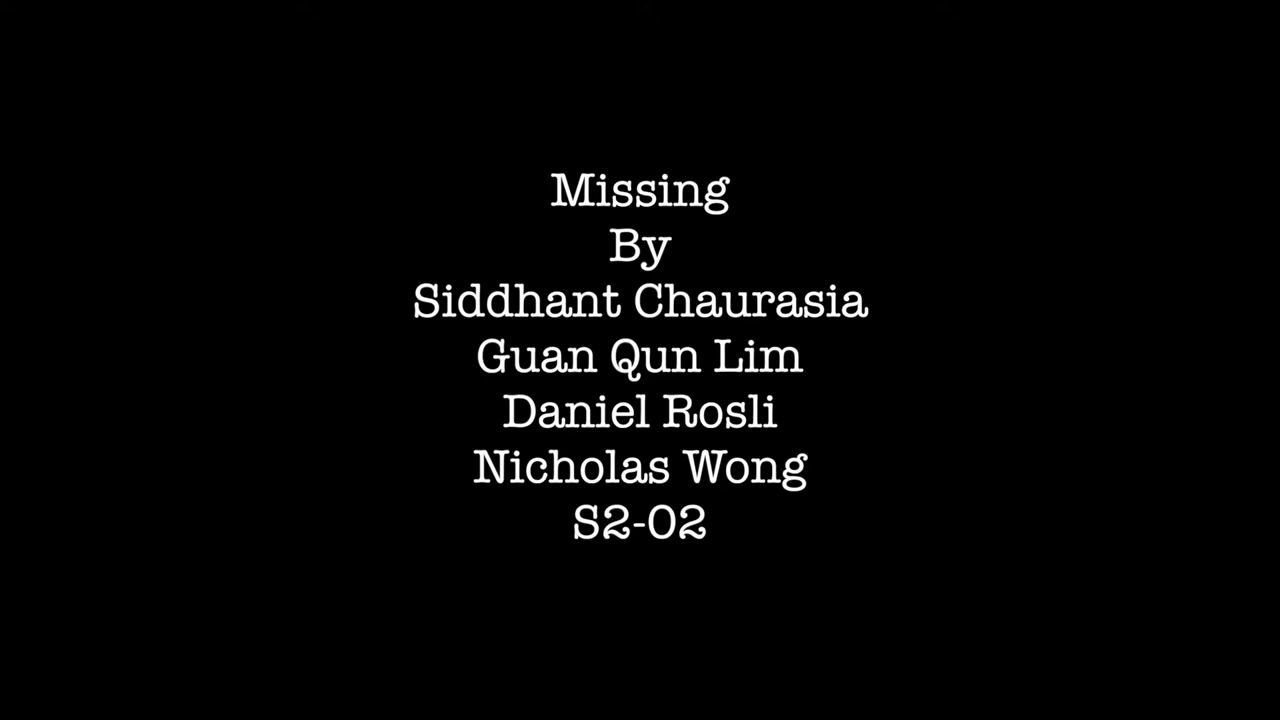 Missing
By
Siddhant Chaurasia
Guan Qun Lim
Daniel Rosli
Nicholas Wong
S2-02